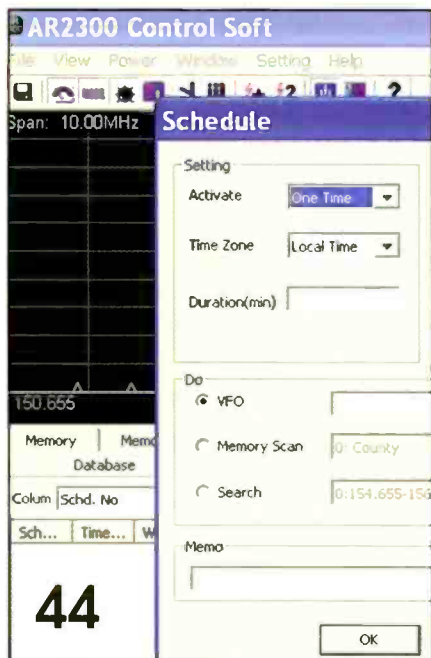 AR2300 Control Soft
File View Power Window Setting Help
Span: 10.00MHz
Schedule
Setting
Activate One Time
Time Zone Local Time
Duration(min)
150.655
Do
VFO
Memory Scan 0: County
Search 0:154.655-156
Memory Memo
Database
Colum Schd. No
Sch... Time... W
Memo
44
OK